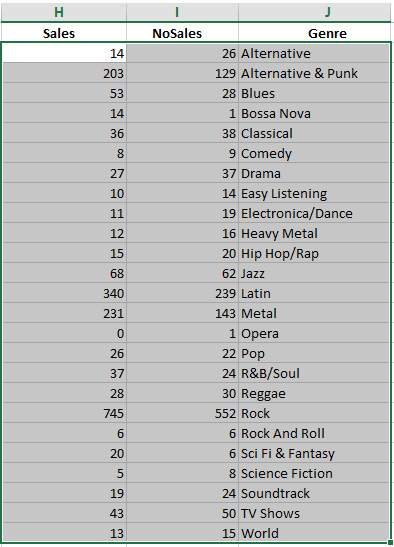 H I J
Sales NoSales Genre
14 26 Alternative
203 129 Alternative & Punk
53 28 Blues
14 1 Bossa Nova
36 38 Classical
8 9 Comedy
27 37 Drama
10 14 Easy Listening
11 19 Electronica/Dance
12 16 Heavy Metal
15 20 Hip Hop/Rap
68 62 Jazz
340 239 Latin
231 143 Metal
0 1 Opera
26 22 Pop
37 24 R&B/Soul
28 30 Reggae
745 552 Rock
6 6 Rock And Roll
20 6 Sci Fi & Fantasy
5 8 Science Fiction
19 24 Soundtrack
43 50 TV Shows
13 15 World